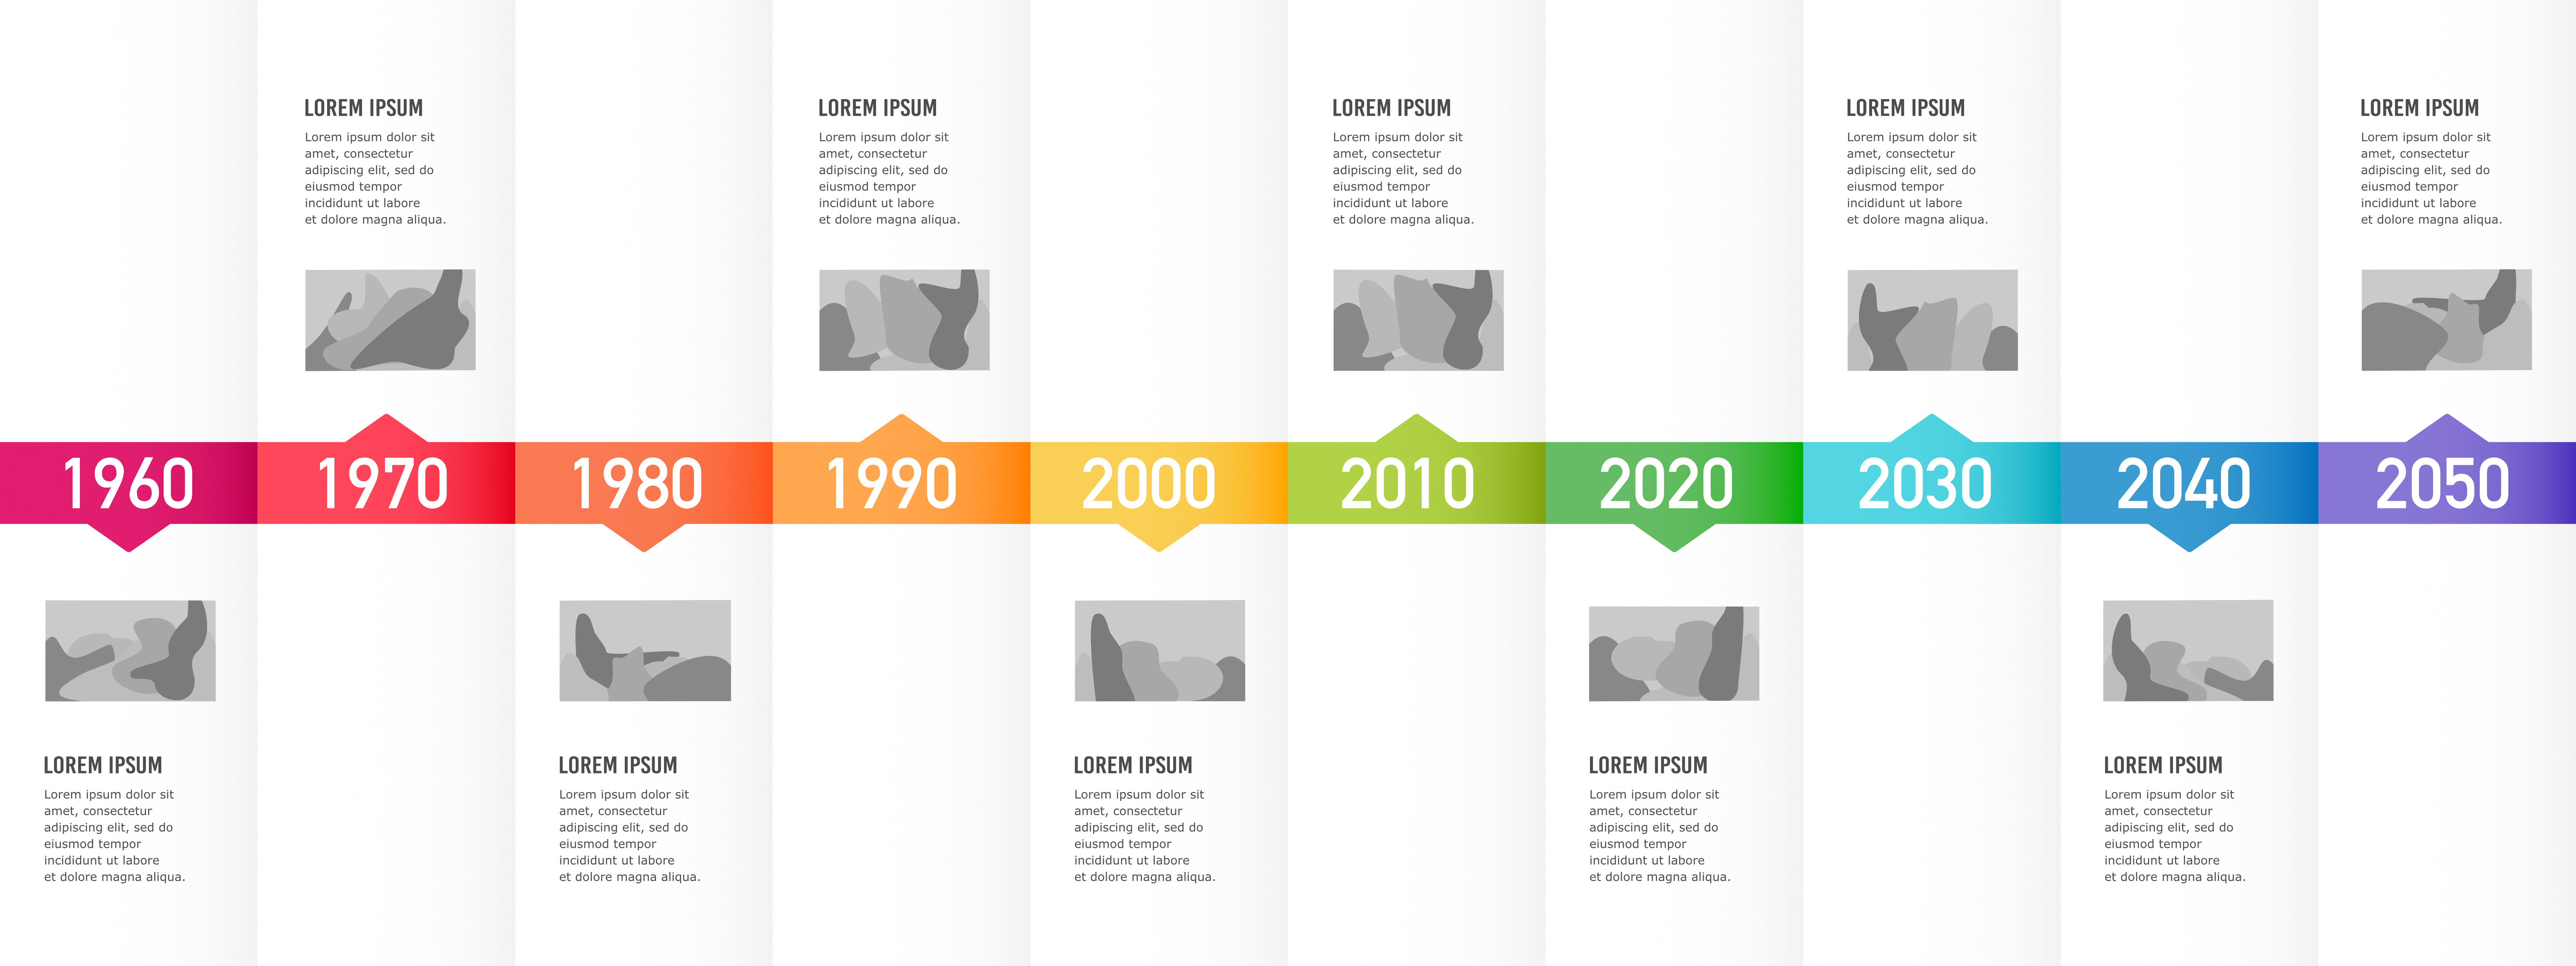 LOREM IPSUM
Lorem ipsum dolor sit
amet, consectetur
adipiscing elit, sed do
eiusmod tempor
incididunt ut labore
et dolore magna aliqua.
LOREM IPSUM
Lorem ipsum dolor sit
amet, consectetur
adipiscing elit, sed do
eiusmod tempor
incididunt ut labore
et dolore magna aliqua.
LOREM IPSUM
Lorem ipsum dolor sit
amet, consectetur
adipiscing elit, sed do
eiusmod tempor
incididunt ut labore
et dolore magna aliqua.
LOREM IPSUM
Lorem ipsum dolor sit
amet, consectetur
adipiscing elit, sed do
eiusmod tempor
incididunt ut labore
et dolore magna aliqua.
LOREM IPSUM
Lorem ipsum dolor sit
amet, consectetur
adipiscing elit, sed do
eiusmod tempor
incididunt ut labore
et dolore magna aliqua.
1960 1970 1980 1990 2000 2010 2020 2030 2040 2050
LOREM IPSUM
Lorem ipsum dolor sit
amet, consectetur
adipiscing elit, sed do
eiusmod tempor
incididunt ut labore
et dolore magna aliqua.
LOREM IPSUM
Lorem ipsum dolor sit
amet, consectetur
adipiscing elit, sed do
eiusmod tempor
incididunt ut labore
et dolore magna aliqua.
LOREM IPSUM
Lorem ipsum dolor sit
amet, consectetur
adipiscing elit, sed do
eiusmod tempor
incididunt ut labore
et dolore magna aliqua.
LOREM IPSUM
Lorem ipsum dolor sit
amet, consectetur
adipiscing elit, sed do
eiusmod tempor
incididunt ut labore
et dolore magna aliqua.
LOREM IPSUM
Lorem ipsum dolor sit
amet, consectetur
adipiscing elit, sed do
eiusmod tempor
incididunt ut labore
et dolore magna aliqua.